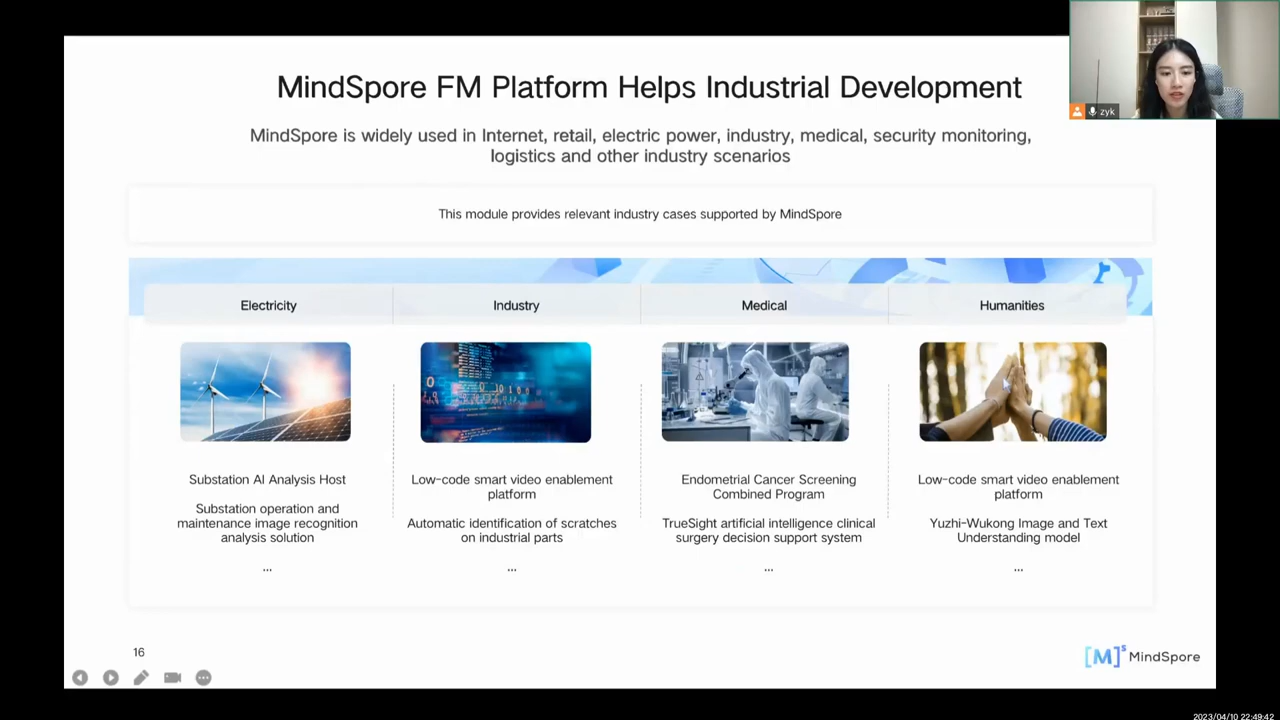 MindSpore FM Platform Helps Industrial Development
MindSpore is widely used in Internet, retail, electric power, industry, medical, security monitoring,
logistics and other industry scenarios
zyk
This module provides relevant industry cases supported by MindSpore
Electricity
Industry
Medical
Humanities
Substation AI Analysis Host
Substation operation and
maintenance image recognition
analysis solution
...
Low-code smart video enablement
platform
Automatic identification of scratches
on industrial parts
...
Endometrial Cancer Screening
Combined Program
TrueSight artificial intelligence clinical
surgery decision support system
...
Low-code smart video enablement
platform
Yuzhi-Wukong Image and Text
Understanding model
...
16
[M]s MindSpore
2023/04/10 22:49:42